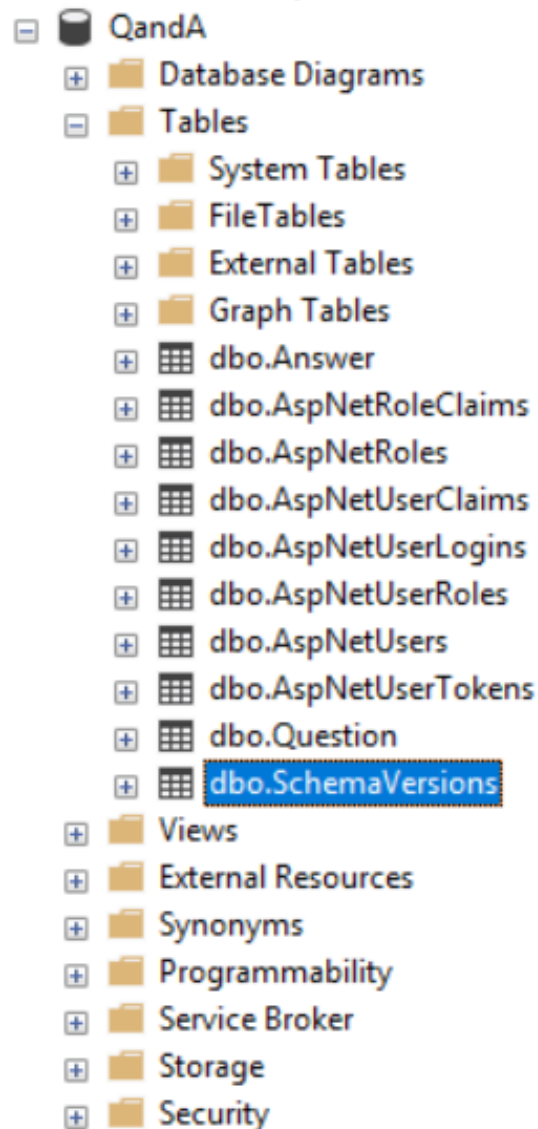 QandA
Database Diagrams
Tables
System Tables
FileTables
External Tables
Graph Tables
dbo.Answer
dbo.AspNetRoleClaims
dbo.AspNetRoles
dbo.AspNetUserClaims
dbo.AspNetUserLogins
dbo.AspNetUserRoles
dbo.AspNetUsers
dbo.AspNetUserTokens
dbo.Question
dbo.SchemaVersions
Views
External Resources
Synonyms
Programmability
Service Broker
Storage
Security